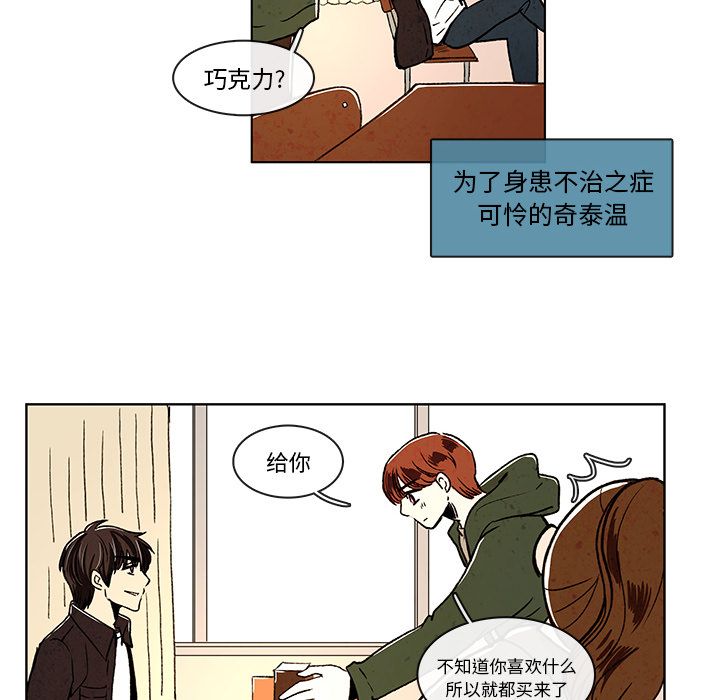 巧克力?
为了身患不治之症
可怜的奇泰温
给你
不知道你喜欢什么
所以就都买来了